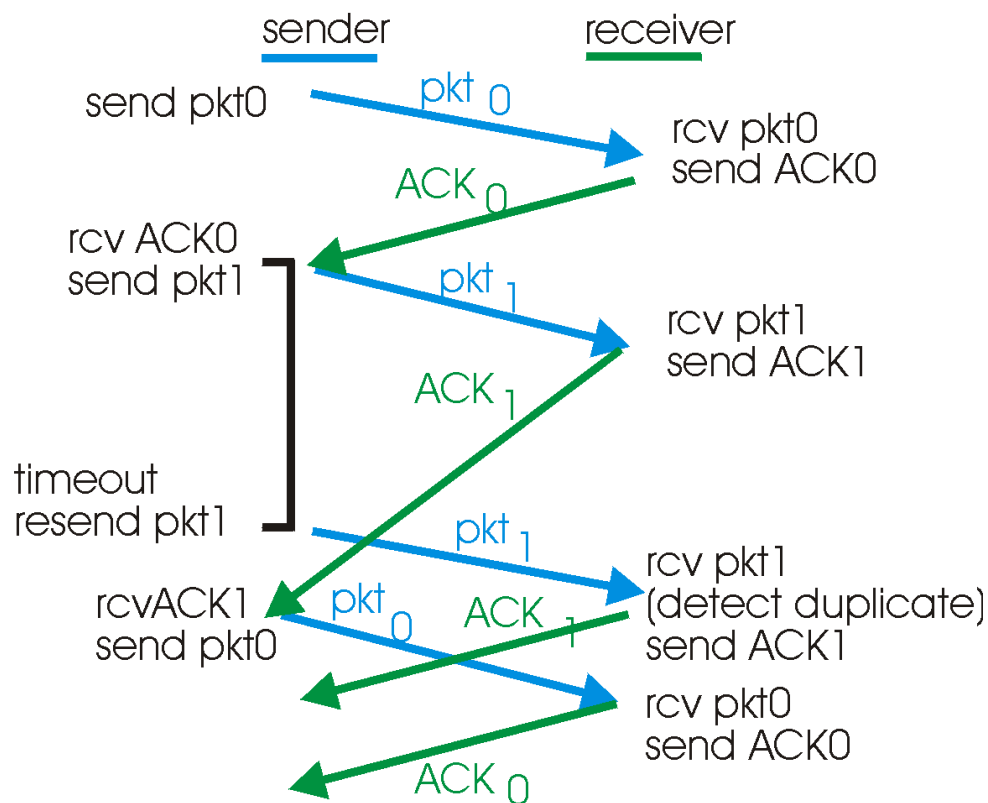 sender
receiver
send pkt0
pkt 0
rcv pkt0
send ACK0
ACK 0
rcv ACK0
send pkt1
pkt 1
rcv pkt1
send ACK1
ACK 1
timeout
resend pkt1
pkt 1
rcv pkt1
(detect duplicate)
send ACK1
rcvACK1
send pkt0
pkt 0
ACK 1
rcv pkt0
send ACK0
ACK 0